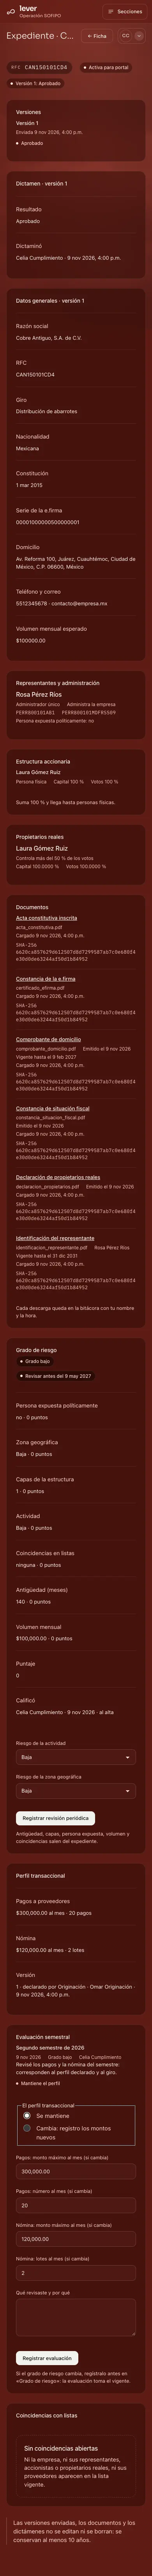 lever
Operación SOFIPO
Secciones
Expediente · C...
← Ficha
CC
RFC CAN150101CD4
Activa para portal
Versión 1: Aprobado
Versiones
Versión 1
Enviada 9 nov 2026, 4:00 p.m.
Aprobado
Dictamen · versión 1
Resultado
Aprobado
Dictaminó
Celia Cumplimiento · 9 nov 2026, 4:00 p.m.
Datos generales · versión 1
Razón social
Cobre Antiguo, S.A. de C.V.
RFC
CAN150101CD4
Giro
Distribución de abarrotes
Nacionalidad
Mexicana
Constitución
1 mar 2015
Serie de la e.firma
00001000000500000001
Domicilio
Av. Reforma 100, Juárez, Cuauhtémoc, Ciudad de
México, C.P. 06600, México
Teléfono y correo
5512345678 · contacto@empresa.mx
Volumen mensual esperado
$100000.00
Representantes y administración
Rosa Pérez Ríos
Administrador único Administra la empresa
PERR800101AB1 PERR800101MDFRSS09
Persona expuesta políticamente: no
Estructura accionaria
Laura Gómez Ruiz
Persona física Capital 100 % Votos 100 %
Suma 100 % y llega hasta personas físicas.
Propietarios reales
Laura Gómez Ruiz
Controla más del 50 % de los votos
Capital 100.0000 % Votos 100.0000 %
Documentos
Acta constitutiva inscrita
acta_constitutiva.pdf
Cargado 9 nov 2026, 4:00 p.m.
SHA-256
Constancia de la e.firma
certificado_efirma.pdf
Cargado 9 nov 2026, 4:00 p.m.
SHA-256
Comprobante de domicilio
comprobante_domicilio.pdf Emitido el 9 nov 2026
Vigente hasta el 9 feb 2027
Cargado 9 nov 2026, 4:00 p.m.
SHA-256
Constancia de situación fiscal
constancia_situacion_fiscal.pdf
Emitido el 9 nov 2026
Cargado 9 nov 2026, 4:00 p.m.
SHA-256
Declaración de propietarios reales
declaracion_propietarios.pdf Emitido el 9 nov 2026
Cargado 9 nov 2026, 4:00 p.m.
SHA-256
Identificación del representante
identificacion_representante.pdf Rosa Pérez Ríos
Vigente hasta el 31 dic 2031
Cargado 9 nov 2026, 4:00 p.m.
SHA-256
Cada descarga queda en la bitácora con tu nombre
y la hora.
Grado de riesgo
Grado bajo
Revisar antes del 9 may 2027
Persona expuesta políticamente
no · 0 puntos
Zona geográfica
Baja · 0 puntos
Capas de la estructura
1 · 0 puntos
Actividad
Baja · 0 puntos
Coincidencias en listas
ninguna · 0 puntos
Antigüedad (meses)
140 · 0 puntos
Volumen mensual
$100,000.00 · 0 puntos
Puntaje
0
Calificó
Celia Cumplimiento · 9 nov 2026 · al alta
Riesgo de la actividad
Baja
Riesgo de la zona geográfica
Baja
Registrar revisión periódica
Antigüedad, capas, persona expuesta, volumen y
coincidencias salen del expediente.
Perfil transaccional
Pagos a proveedores
$300,000.00 al mes · 20 pagos
Nómina
$120,000.00 al mes · 2 lotes
Versión
1 · declarado por Originación · Omar Originación ·
9 nov 2026, 4:00 p.m.
Evaluación semestral
Segundo semestre de 2026
9 nov 2026 Grado bajo Celia Cumplimiento
Revisé los pagos y la nómina del semestre:
corresponden al perfil declarado y al giro.
Mantiene el perfil
El perfil transaccional
Se mantiene
Cambia: registro los montos
nuevos
Pagos: monto máximo al mes (si cambia)
300,000.00
Pagos: número al mes (si cambia)
20
Nómina: monto máximo al mes (si cambia)
120,000.00
Nómina: lotes al mes (si cambia)
2
Qué revisaste y por qué
Registrar evaluación
Si el grado de riesgo cambia, regístralo antes en
«Grado de riesgo»: la evaluación toma el vigente.
Coincidencias con listas
Sin coincidencias abiertas
Ni la empresa, ni sus representantes,
accionistas o propietarios reales, ni sus
proveedores aparecen en la lista
vigente.
Las versiones enviadas, los documentos y los
dictámenes no se editan ni se borran: se
conservan al menos 10 años.